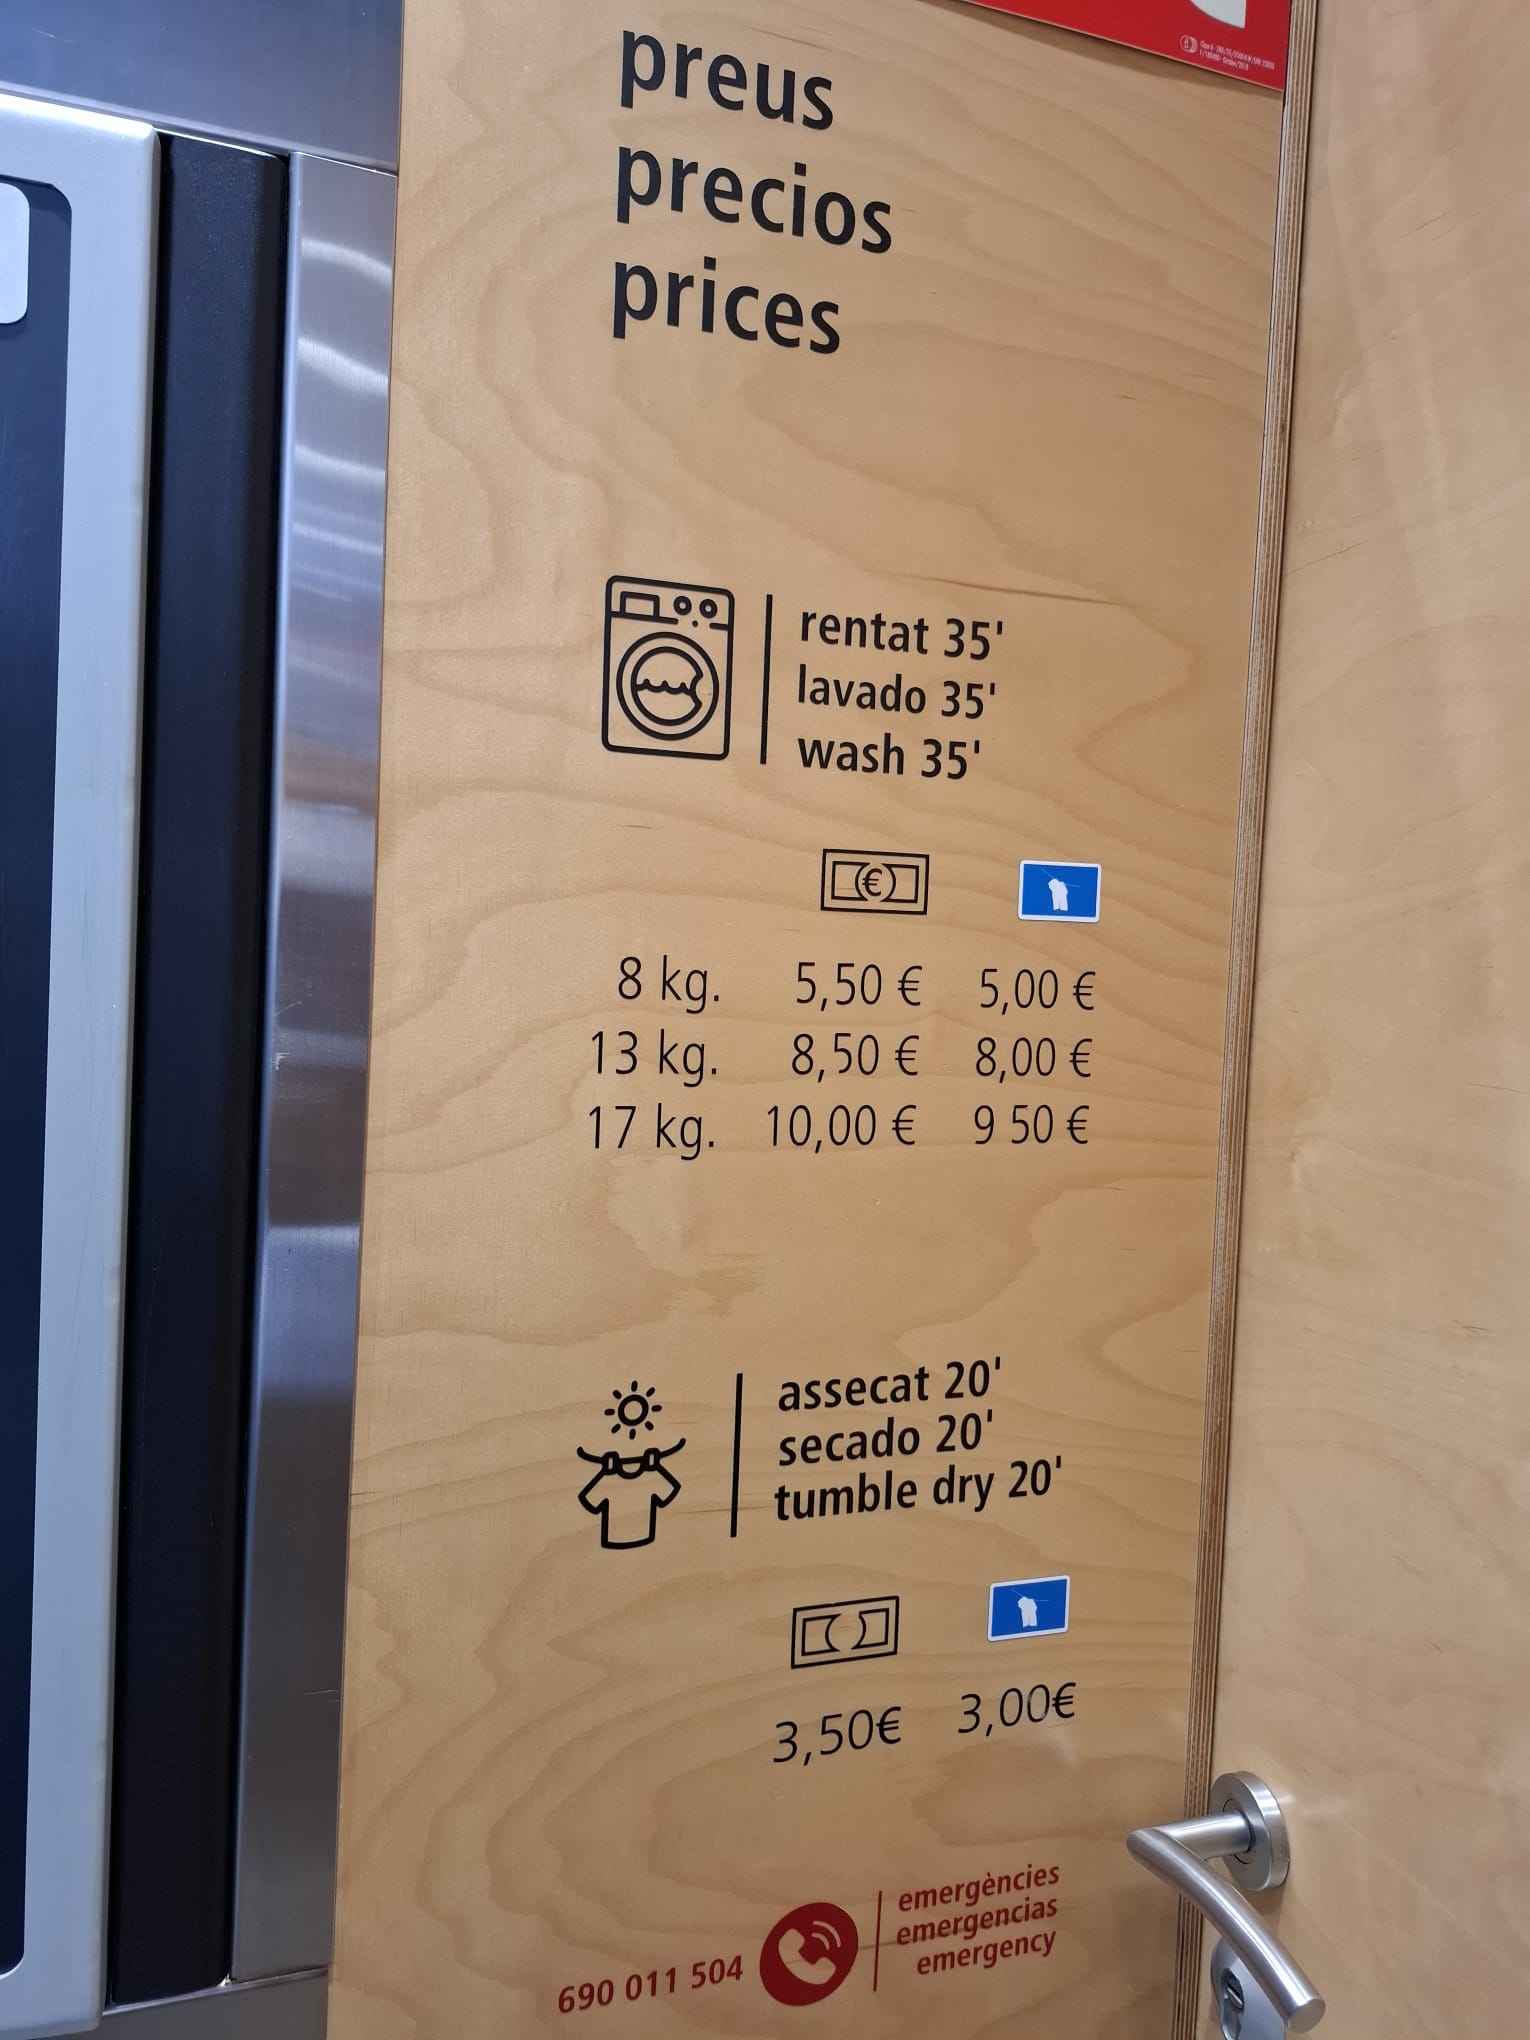 preus
precios
prices
rentat 35'
lavado 35'
wash 35'
€
8 kg. 5,50 € 5,00 €
13 kg. 8,50 € 8,00 €
17 kg. 10,00 € 9 50 €
assecat 20'
secado 20'
tumble dry 20'
3,50€ 3,00€
emergències
emergencias
emergency
690 011 504